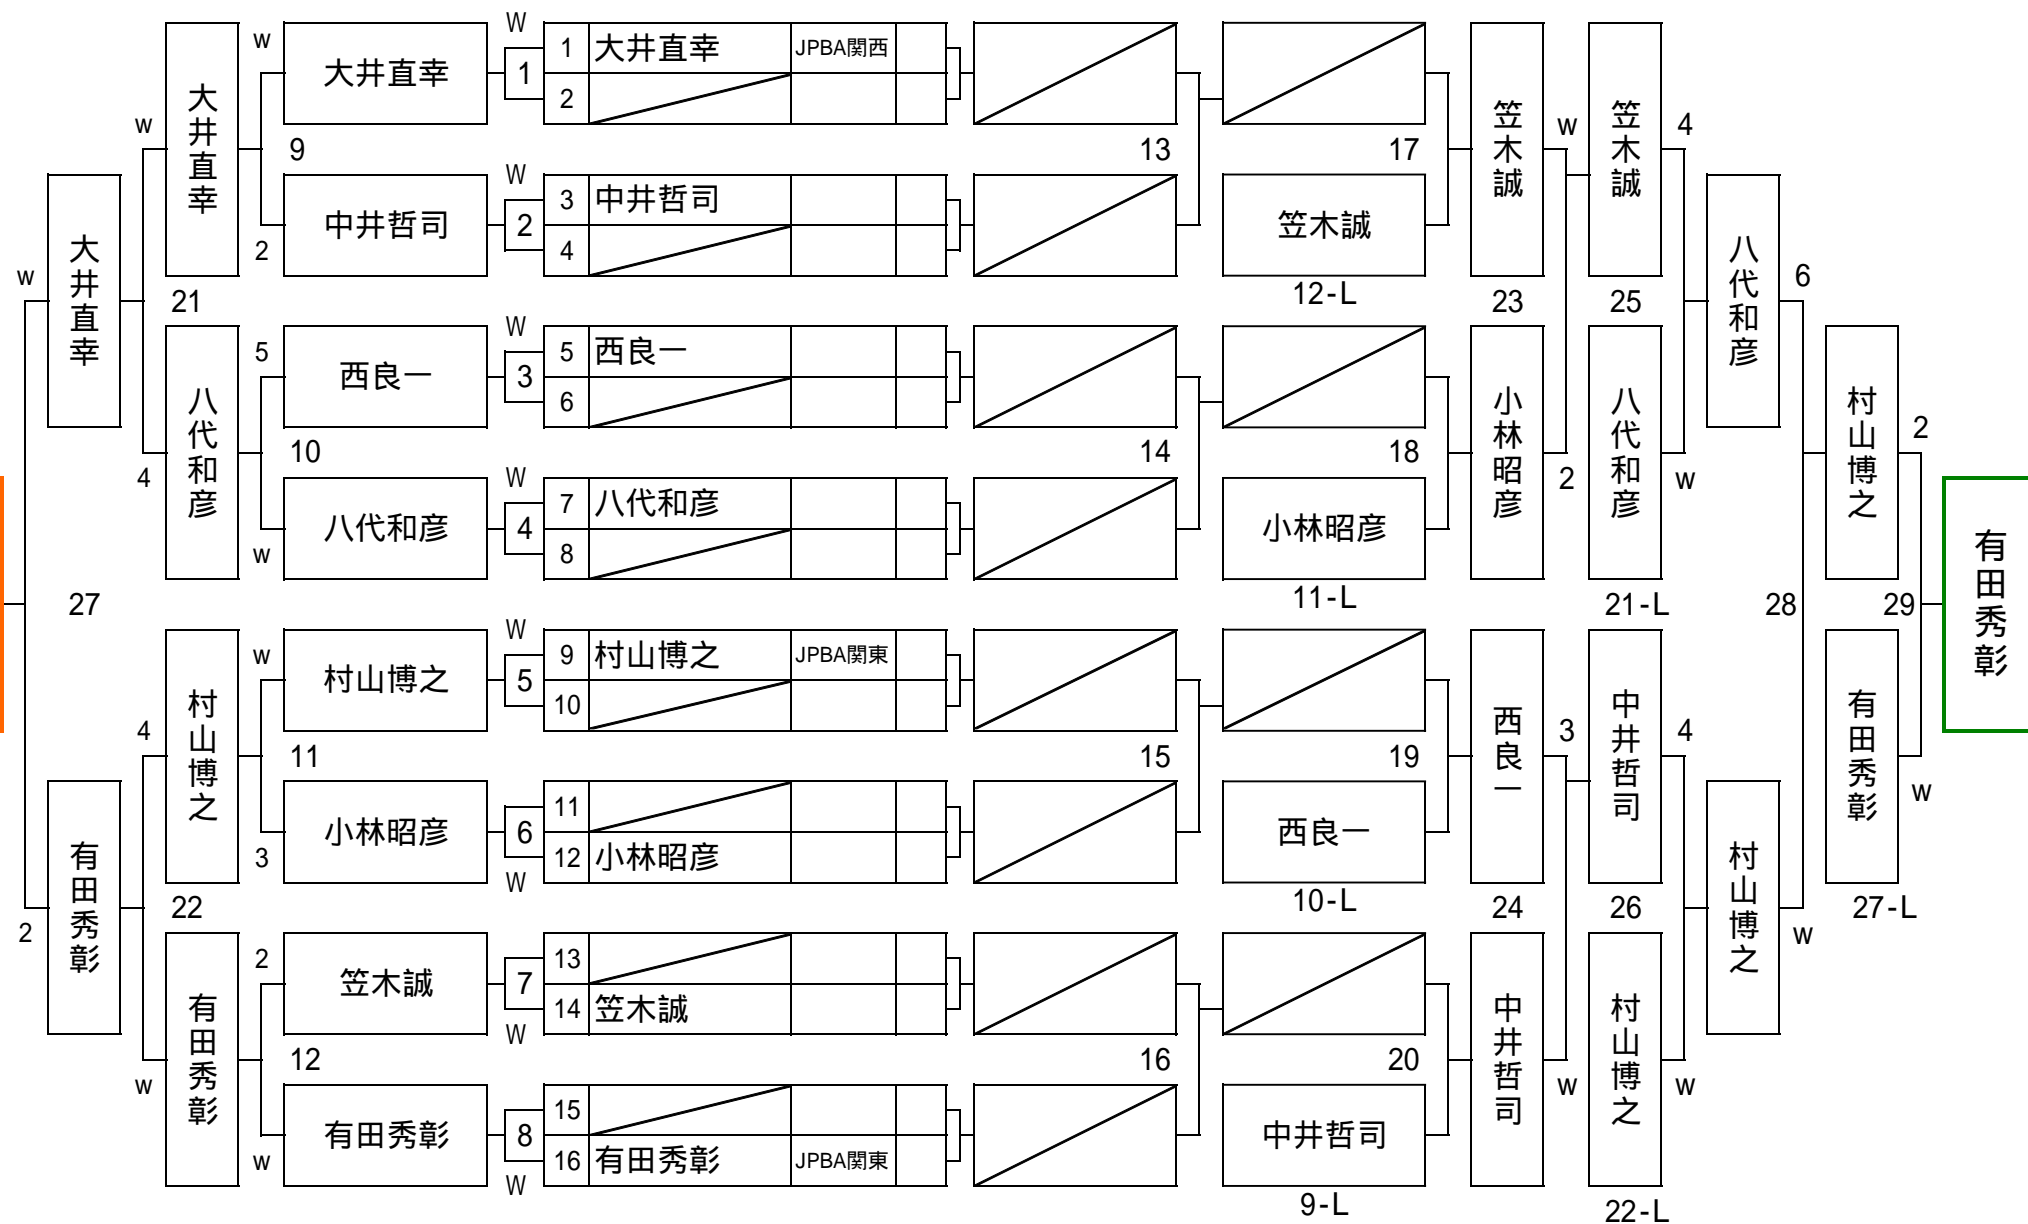 W
1 大井直幸 JPBA関西
1
2
W
3 中井哲司
2
4
W
5 西良一
3
6
W
7 八代和彦
4
8
W
9 村山博之 JPBA関東
5
10
11
6
12 小林昭彦
W
13
7
14 笠木誠
W
15
8
16 有田秀彰 JPBA関東
W
w
大井直幸
9
中井哲司
2
5
西良一
10
八代和彦
w
w
村山博之
11
小林昭彦
3
2
笠木誠
12
有田秀彰
w
w
大井直幸
21
八代和彦
4
4
村山博之
22
有田秀彰
w
w
大井直幸
27
有田秀彰
2
13
14
15
16
17
笠木誠
12-L
18
小林昭彦
11-L
19
西良一
10-L
20
中井哲司
9-L
笠木誠
w
23
小林昭彦
2
西良一
3
24
中井哲司
w
笠木誠
4
25
八代和彦
w
21-L
中井哲司
4
26
村山博之
w
22-L
八代和彦
6
28
村山博之
w
村山博之
2
29
有田秀彰
w
27-L
有田秀彰